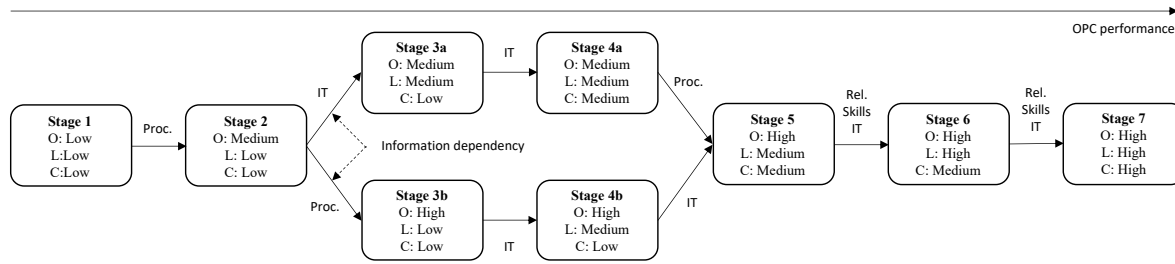 OPC performance
Stage 1
O: Low
L:Low
C:Low
Proc.
Stage 2
O: Medium
L: Low
C: Low
IT
Proc.
Information dependency
Stage 3a
O: Medium
L: Medium
C: Low
IT
Stage 4a
O: Medium
L: Medium
C: Medium
Proc.
Stage 3b
O: High
L: Low
C: Low
IT
Stage 4b
O: High
L: Medium
C: Low
IT
Stage 5
O: High
L: Medium
C: Medium
Rel.
Skills
IT
Stage 6
O: High
L: High
C: Medium
Rel.
Skills
IT
Stage 7
O: High
L: High
C: High